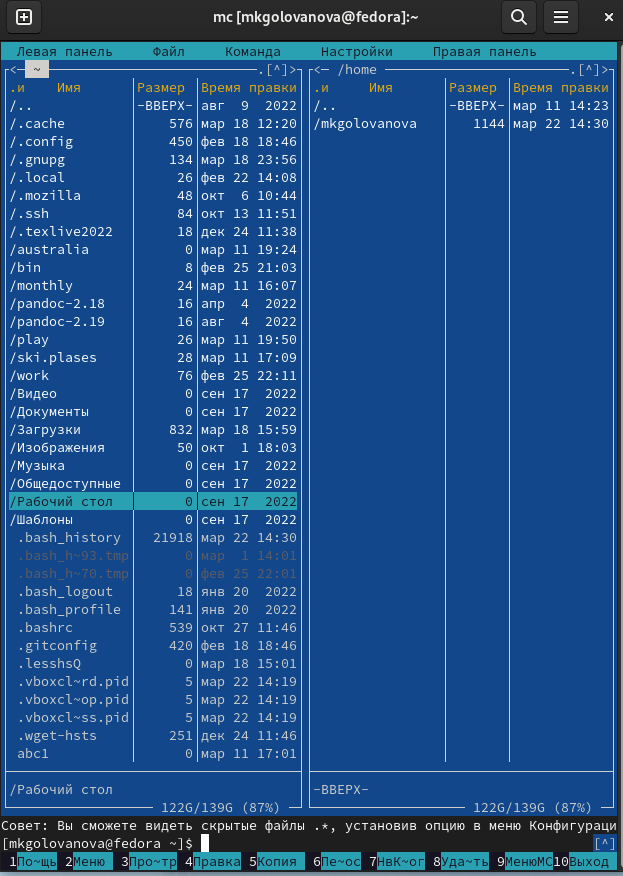 mc [mkgolovanova@fedora]:~
Левая панель Файл Команда Настройки Правая панель
<— ~ .[^]>
.и Имя Размер Время правки
/.. -ВВЕРХ- авг 9 2022
/.cache 576 мар 18 12:20
/.config 450 фев 18 18:46
/.gnupg 134 мар 18 23:56
/.local 26 фев 22 14:08
/.mozilla 48 окт 6 10:44
/.ssh 84 окт 13 11:51
/.texlive2022 18 дек 24 11:38
/australia 0 мар 11 19:24
/bin 8 фев 25 21:03
/monthly 24 мар 11 16:07
/pandoc-2.18 16 апр 4 2022
/pandoc-2.19 16 авг 4 2022
/play 26 мар 11 19:50
/ski.plases 28 мар 11 17:09
/work 76 фев 25 22:11
/Видео 0 сен 17 2022
/Документы 0 сен 17 2022
/Загрузки 832 мар 18 15:59
/Изображения 50 окт 1 18:03
/Музыка 0 сен 17 2022
/Общедоступные 0 сен 17 2022
/Рабочий стол 0 сен 17 2022
/Шаблоны 0 сен 17 2022
.bash_history 21918 мар 22 14:30
.bash_h~93.tmp 0 мар 1 14:01
.bash_h~70.tmp 0 фев 25 22:01
.bash_logout 18 янв 20 2022
.bash_profile 141 янв 20 2022
.bashrc 539 окт 27 11:46
.gitconfig 420 фев 18 18:46
.lesshsQ 0 мар 18 15:01
.vboxcl~rd.pid 5 мар 22 14:19
.vboxcl~op.pid 5 мар 22 14:19
.vboxcl~ss.pid 5 мар 22 14:19
.wget-hsts 251 дек 24 11:46
abc1 0 мар 11 17:01
/Рабочий стол
122G/139G (87%)
<— /home .[^]>
.и Имя Размер Время правки
/.. -ВВЕРХ- мар 11 14:23
/mkgolovanova 1144 мар 22 14:30
-ВВЕРХ-
122G/139G (87%)
Совет: Вы сможете видеть скрытые файлы .*, установив опцию в меню Конфигураци
[mkgolovanova@fedora ~]$ [^]
1По~щь 2Меню 3Про~тр 4Правка 5Копия 6Пе~ос 7НвК~ог 8Уда~ть 9МенюМС 10Выход